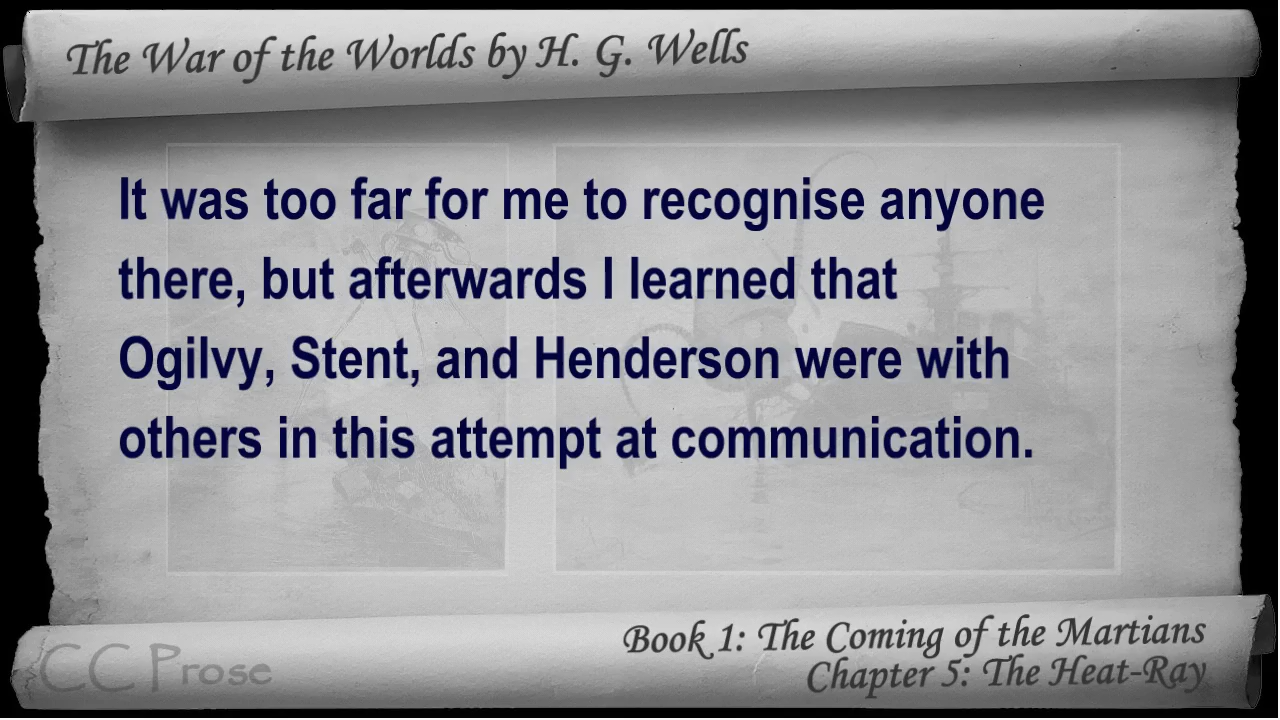 The War of the Worlds by H. G. Wells
It was too far for me to recognise anyone
there, but afterwards I learned that
Ogilvy, Stent, and Henderson were with
others in this attempt at communication.
Book 1: The Coming of the Martians
Chapter 5: The Heat-Ray
CC Prose